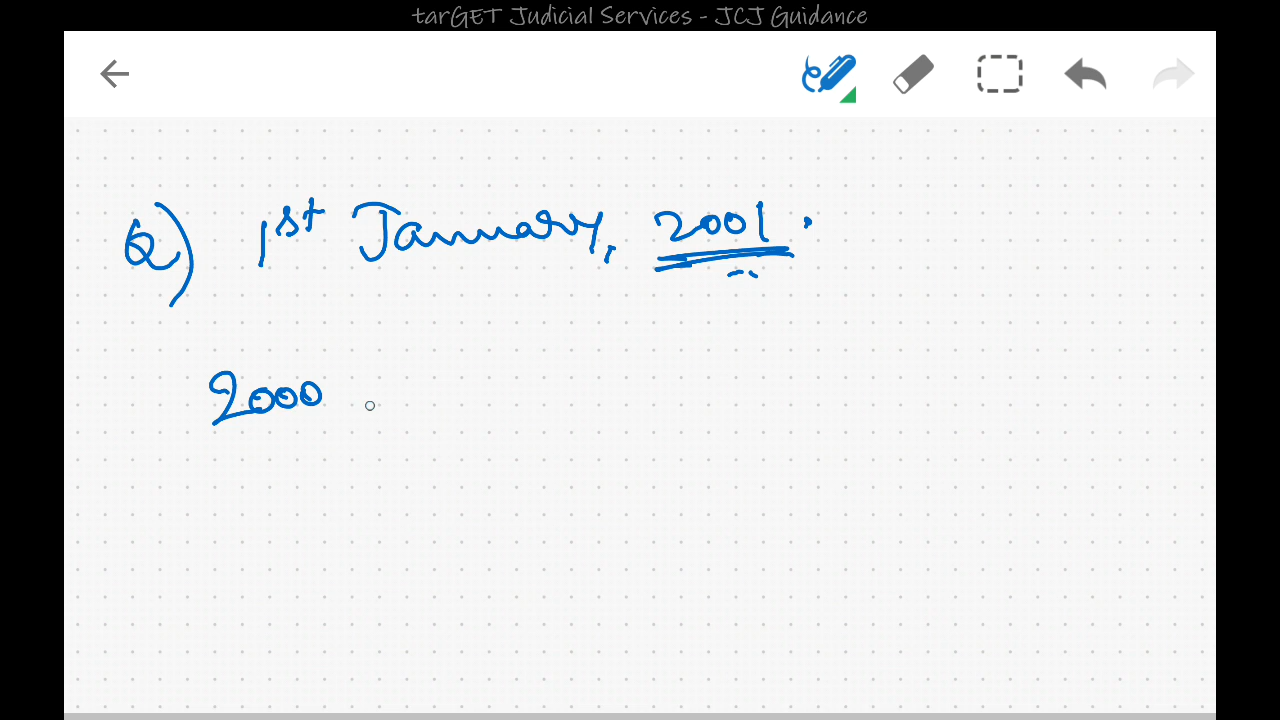 tarGET Judicial Services - JCJ Guidance
Q) 1st January, 2001.
2000